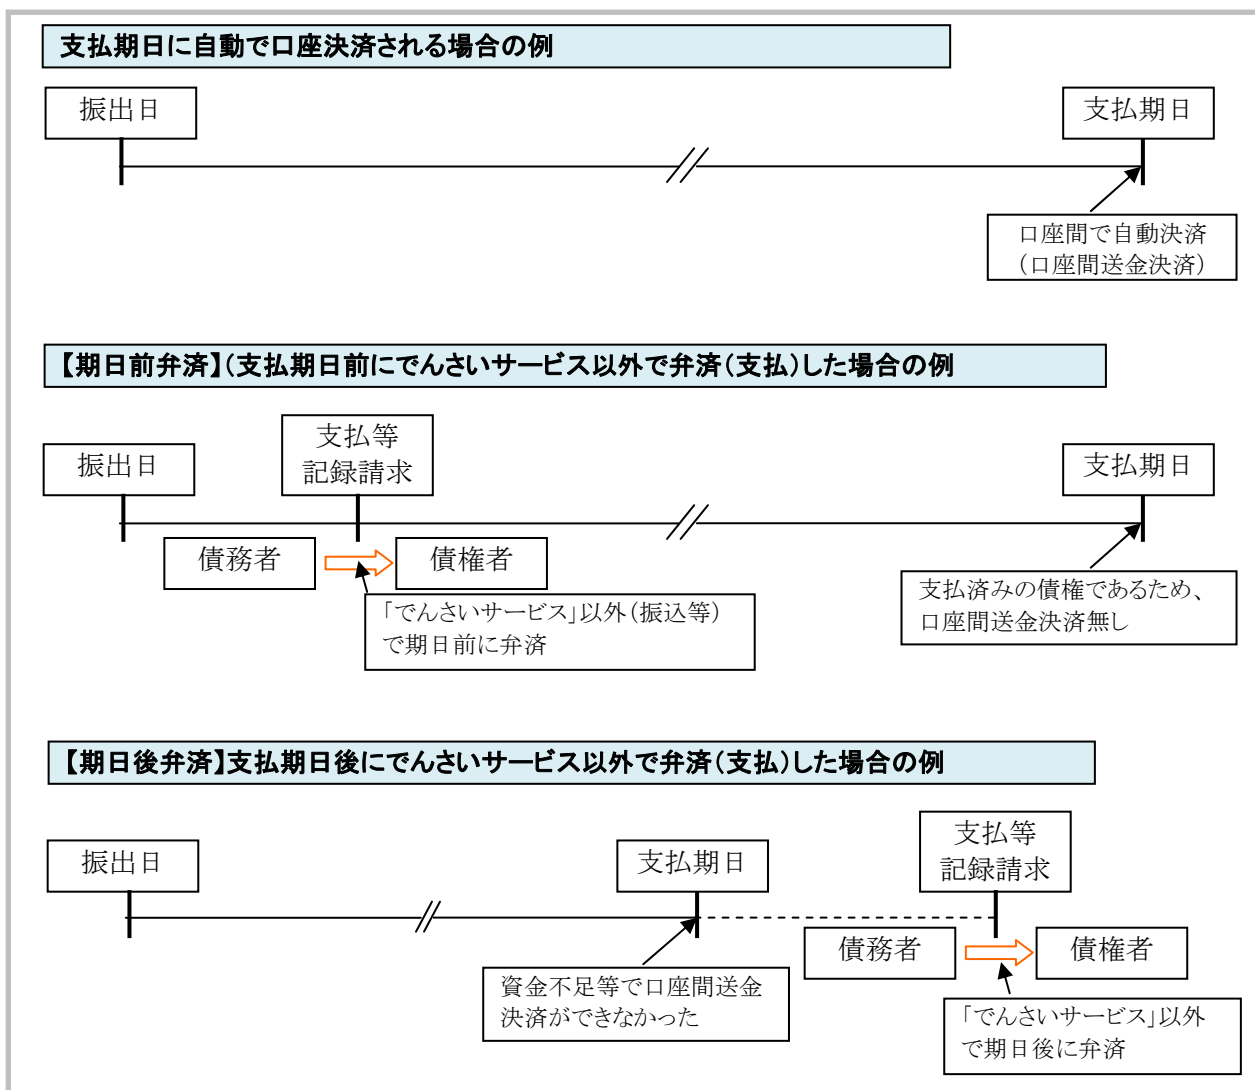 支払期日に自動で口座決済される場合の例
振出日
支払期日
口座間で自動決済
（口座間送金決済）
【期日前弁済】（支払期日前にでんさいサービス以外で弁済（支払）した場合の例
支払等
記録請求
振出日
支払期日
債務者
債権者
「でんさいサービス」以外（振込等）
で期日前に弁済
支払済みの債権であるため、
口座間送金決済無し
【期日後弁済】支払期日後にでんさいサービス以外で弁済（支払）した場合の例
振出日
支払期日
支払等
記録請求
債務者
債権者
資金不足等で口座間送金
決済ができなかった
「でんさいサービス」以外
で期日後に弁済